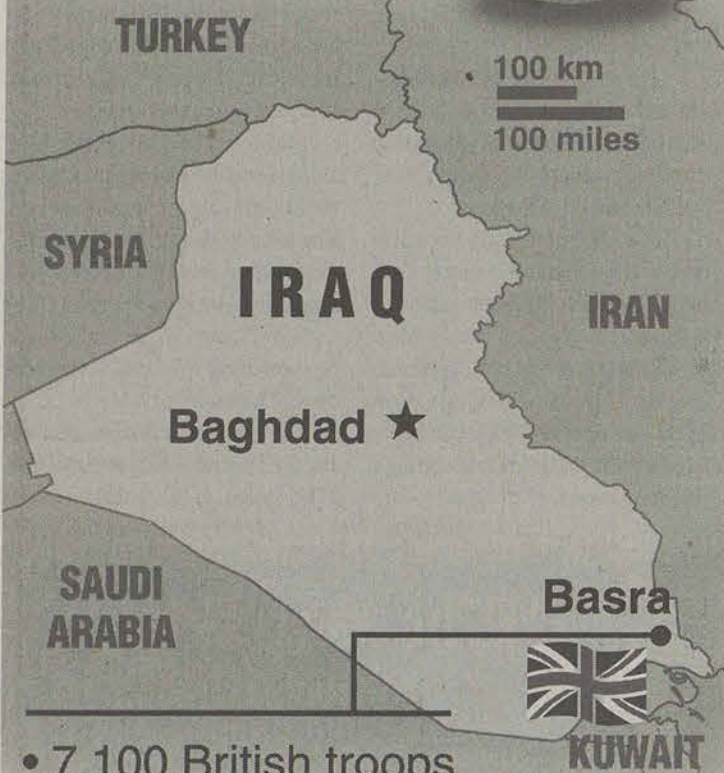 TURKEY
100 km
100 miles
SYRIA
IRAQ
IRAN
Baghdad
SAUDI
ARABIA
Basra
• 7,100 British troops
KUWAIT